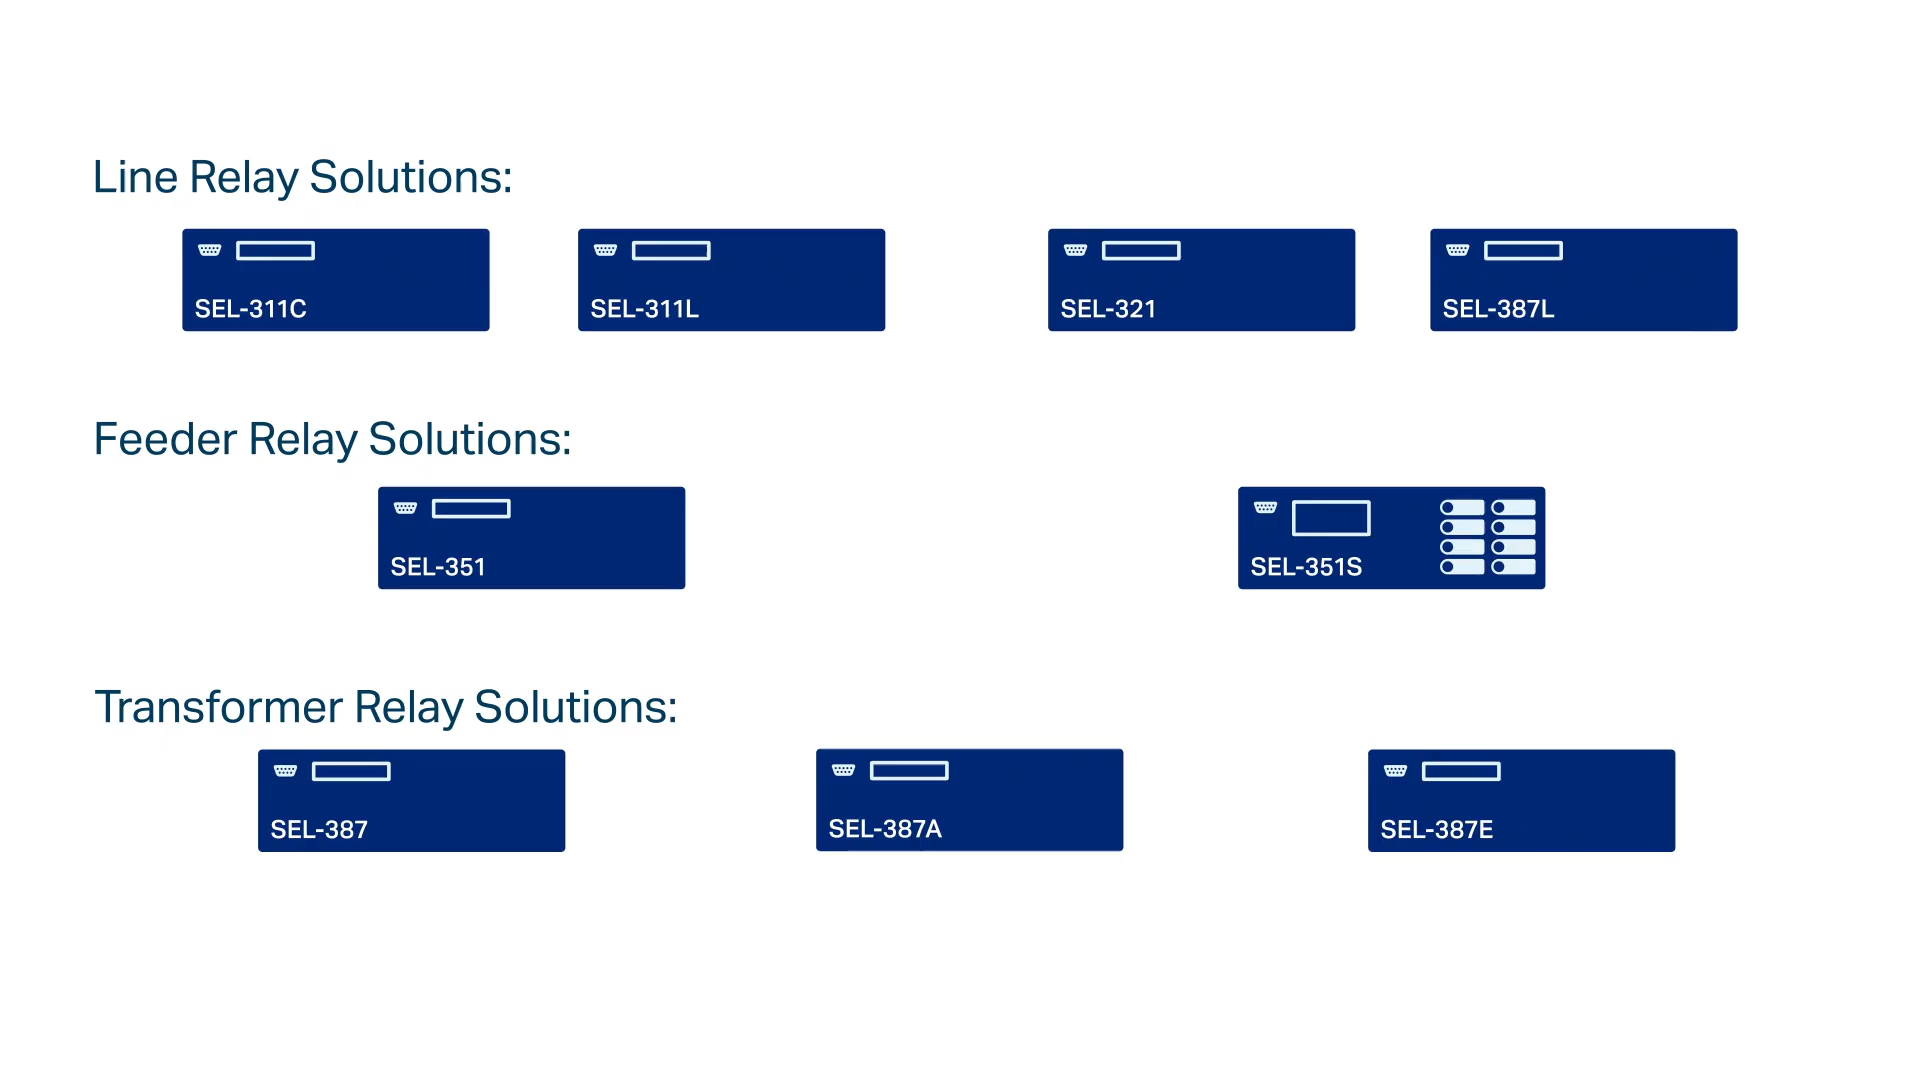 Line Relay Solutions:
SEL-311C
SEL-311L
SEL-321
SEL-387L
Feeder Relay Solutions:
SEL-351
SEL-351S
Transformer Relay Solutions:
SEL-387
SEL-387A
SEL-387E